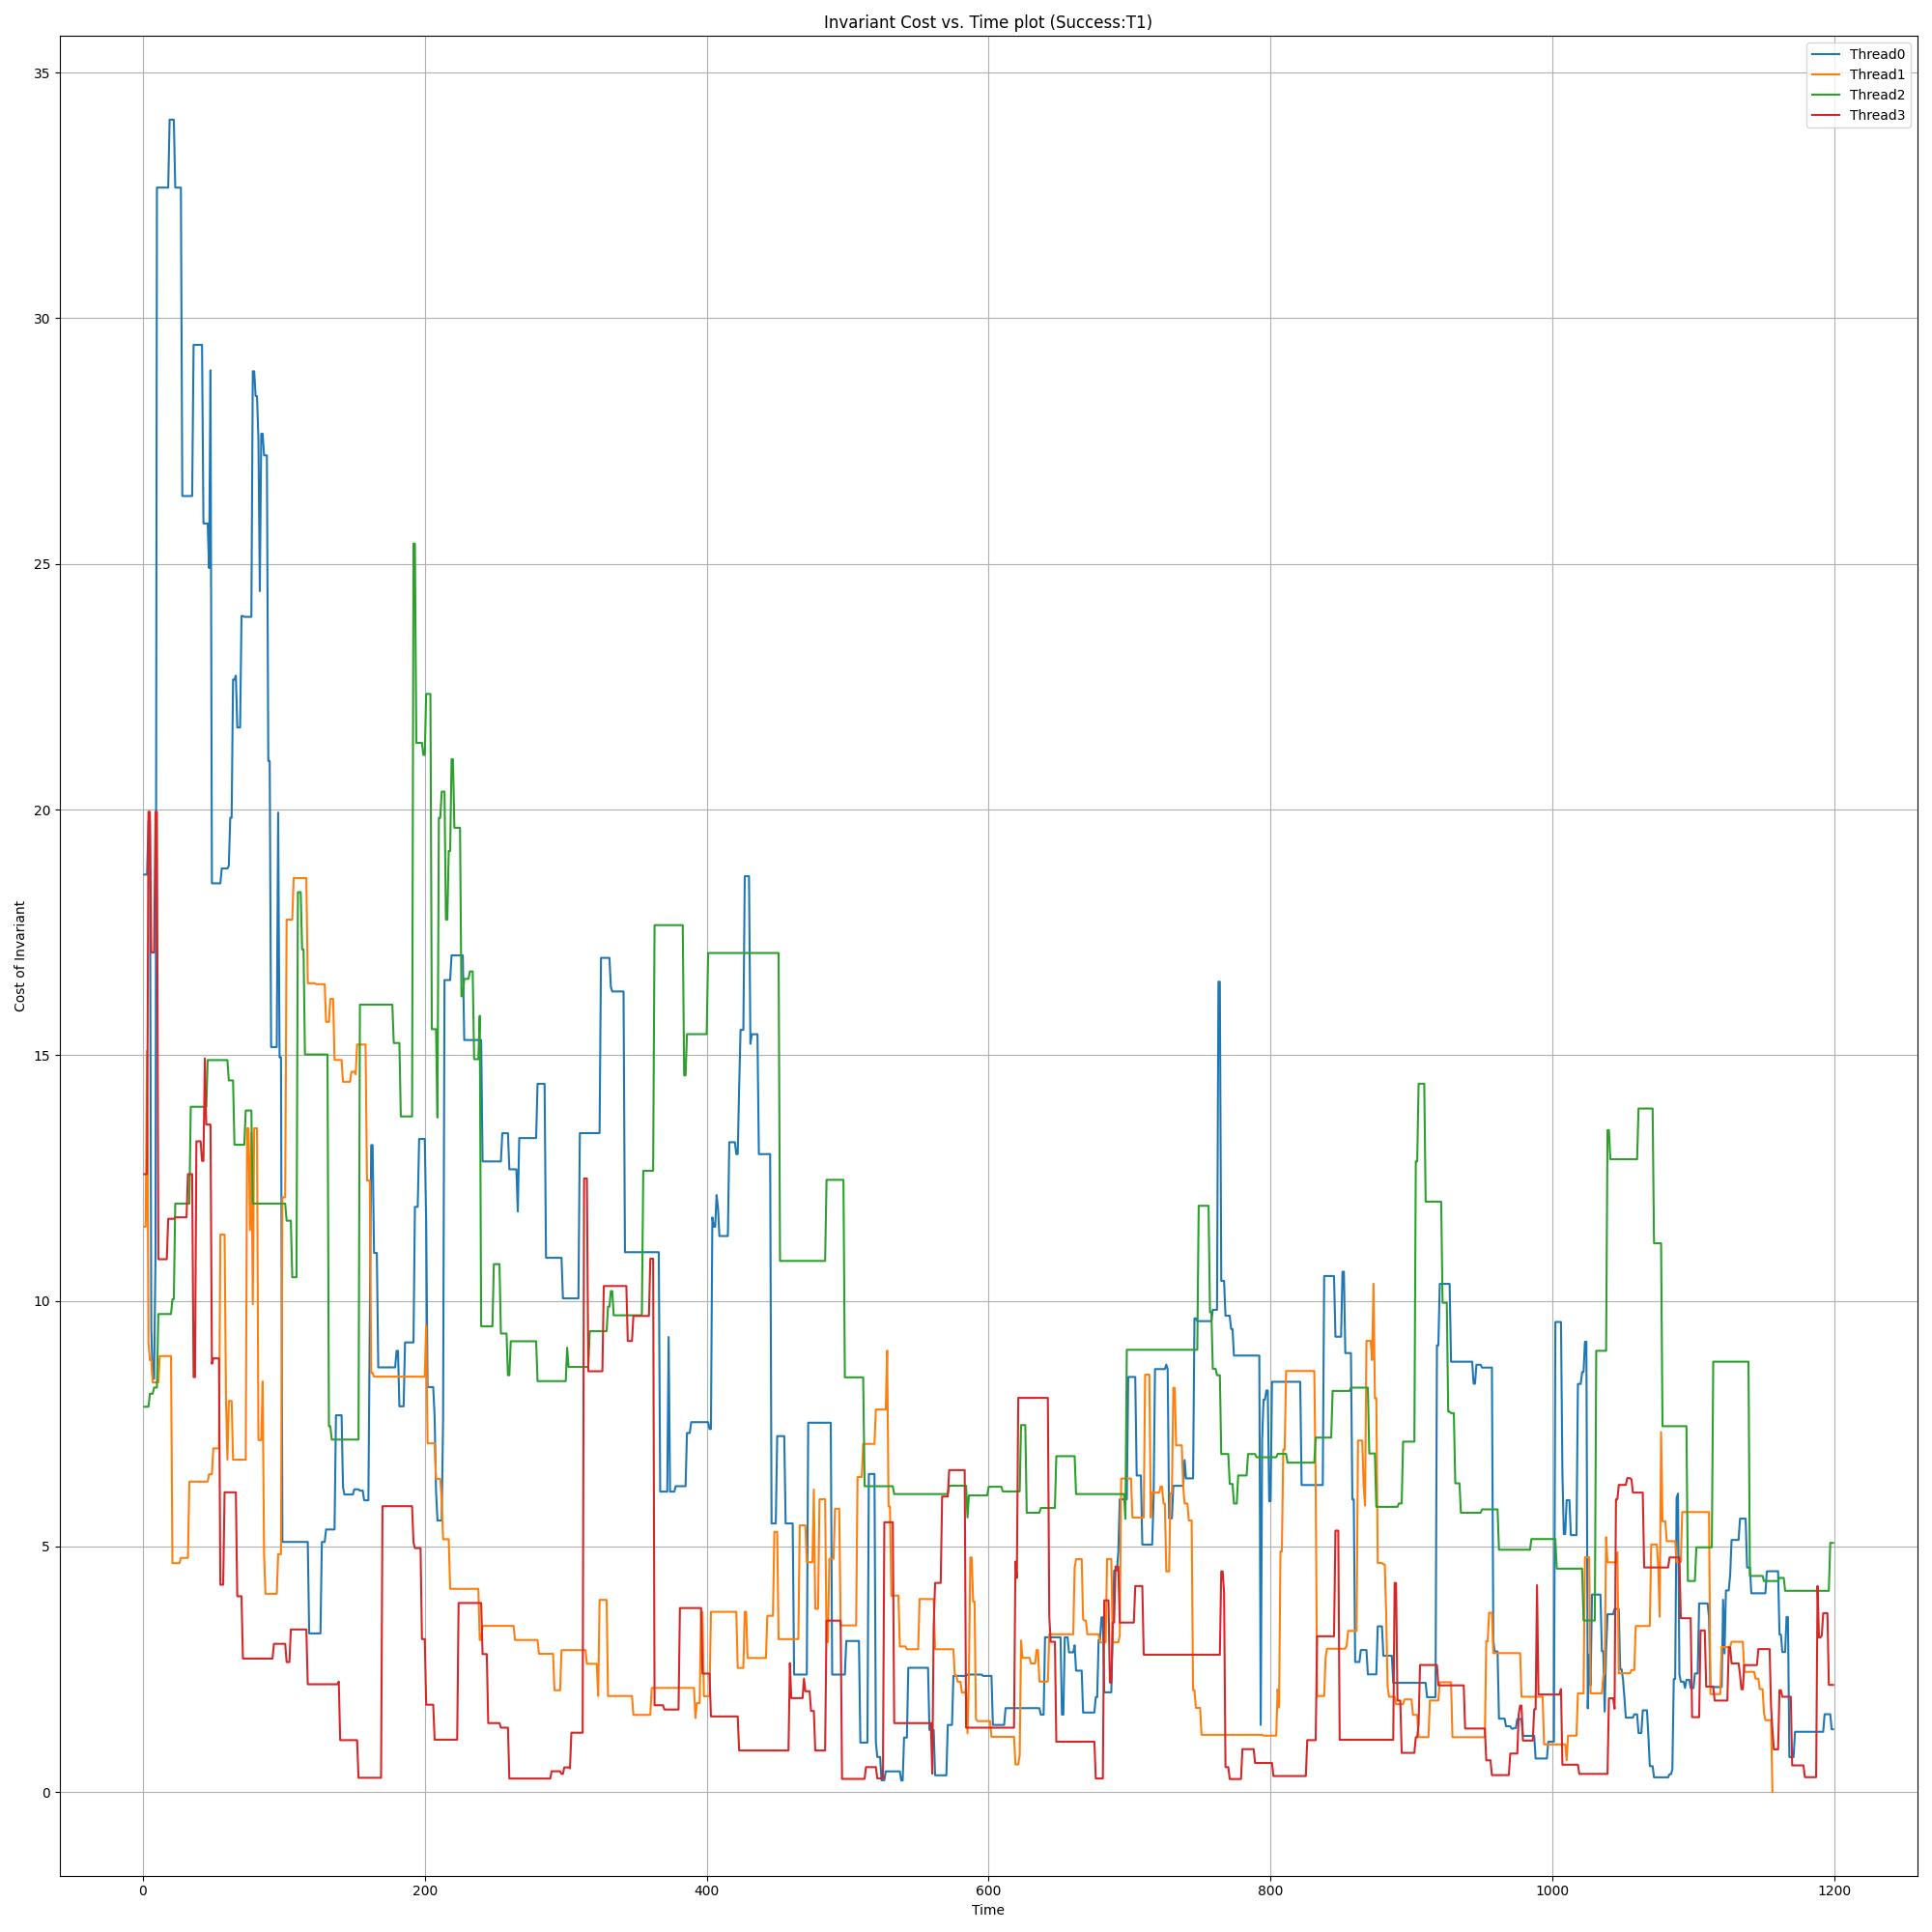 Invariant Cost vs. Time plot (Success:T1)
Thread0
Thread1
Thread2
Thread3
35
30
25
20
15
10
5
0
Cost of Invariant
0 200 400 600 800 1000 1200
Time